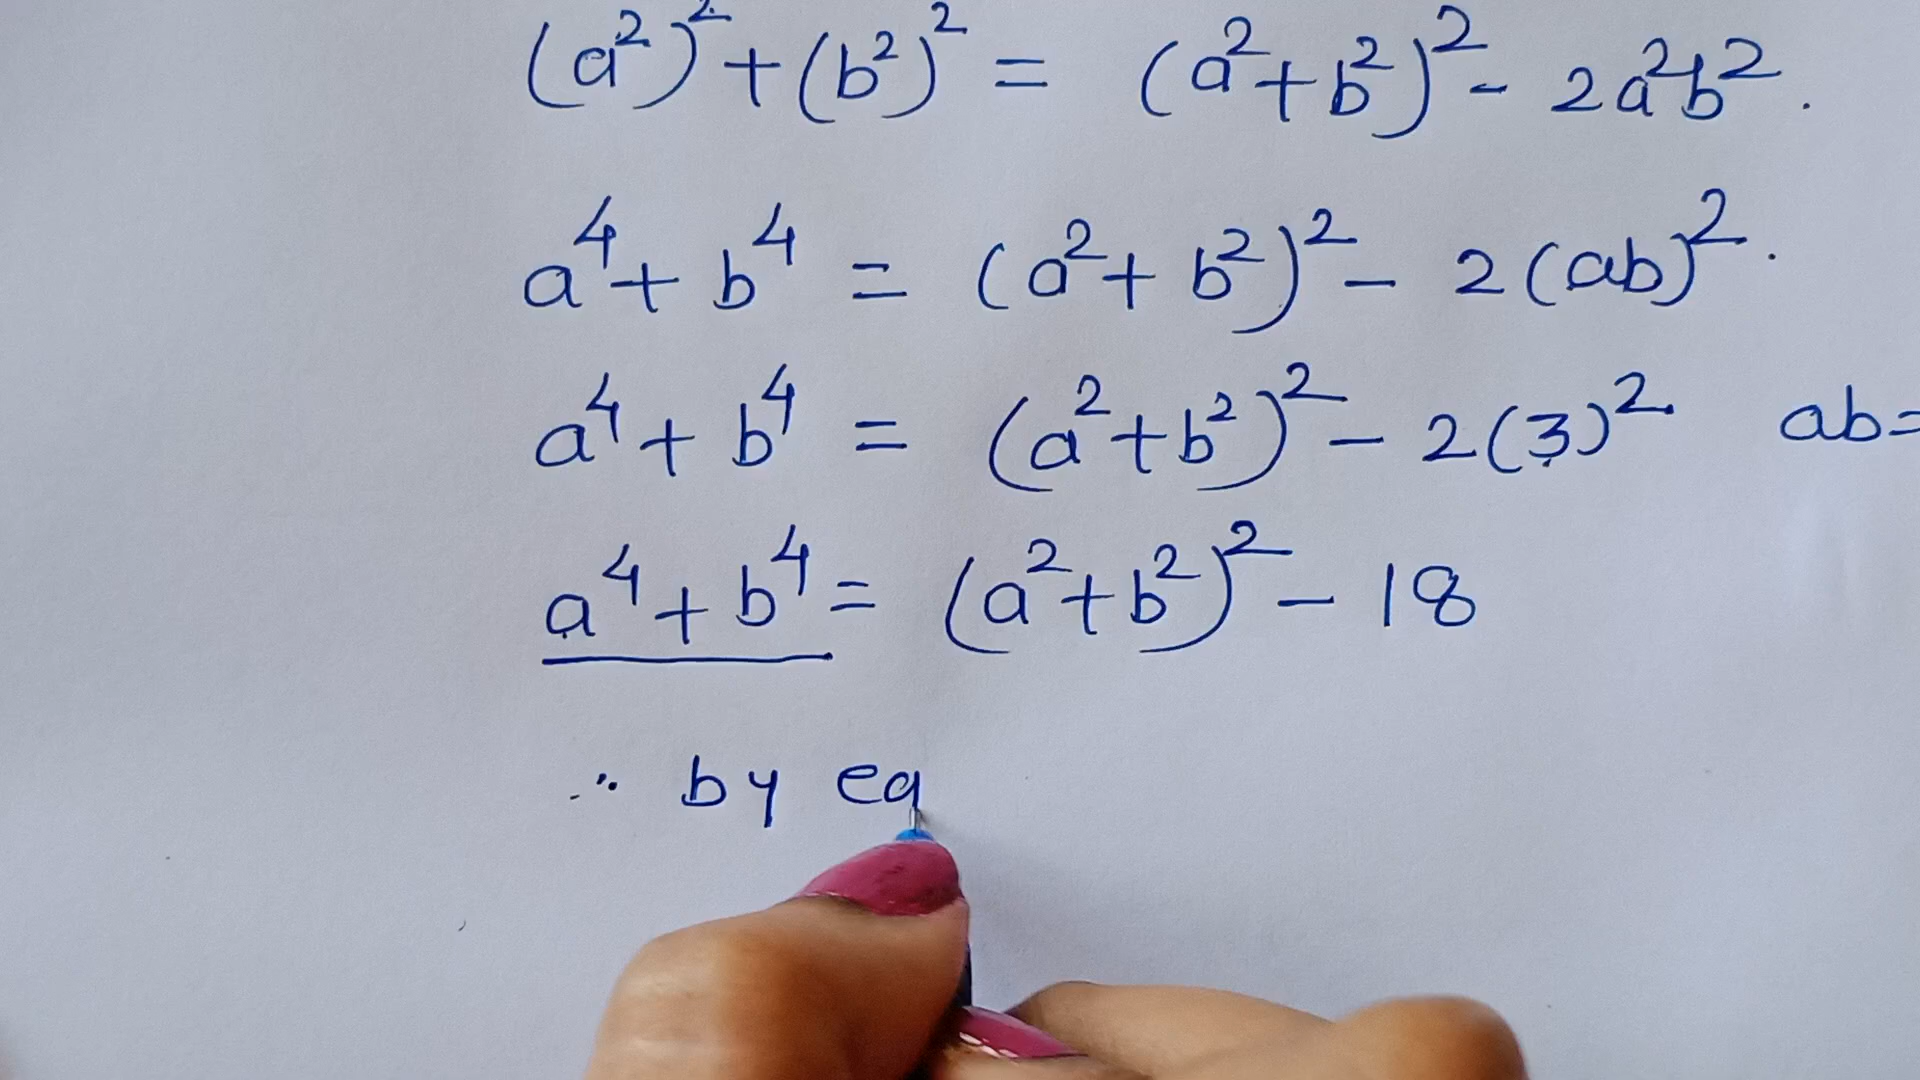 (a²)² + (b²)² = (a² + b²)² - 2a²b².
a⁴ + b⁴ = (a² + b²)² - 2(ab)².
a⁴ + b⁴ = (a² + b²)² - 2(3)² ab=
a⁴ + b⁴ = (a² + b²)² - 18
∴ by eq